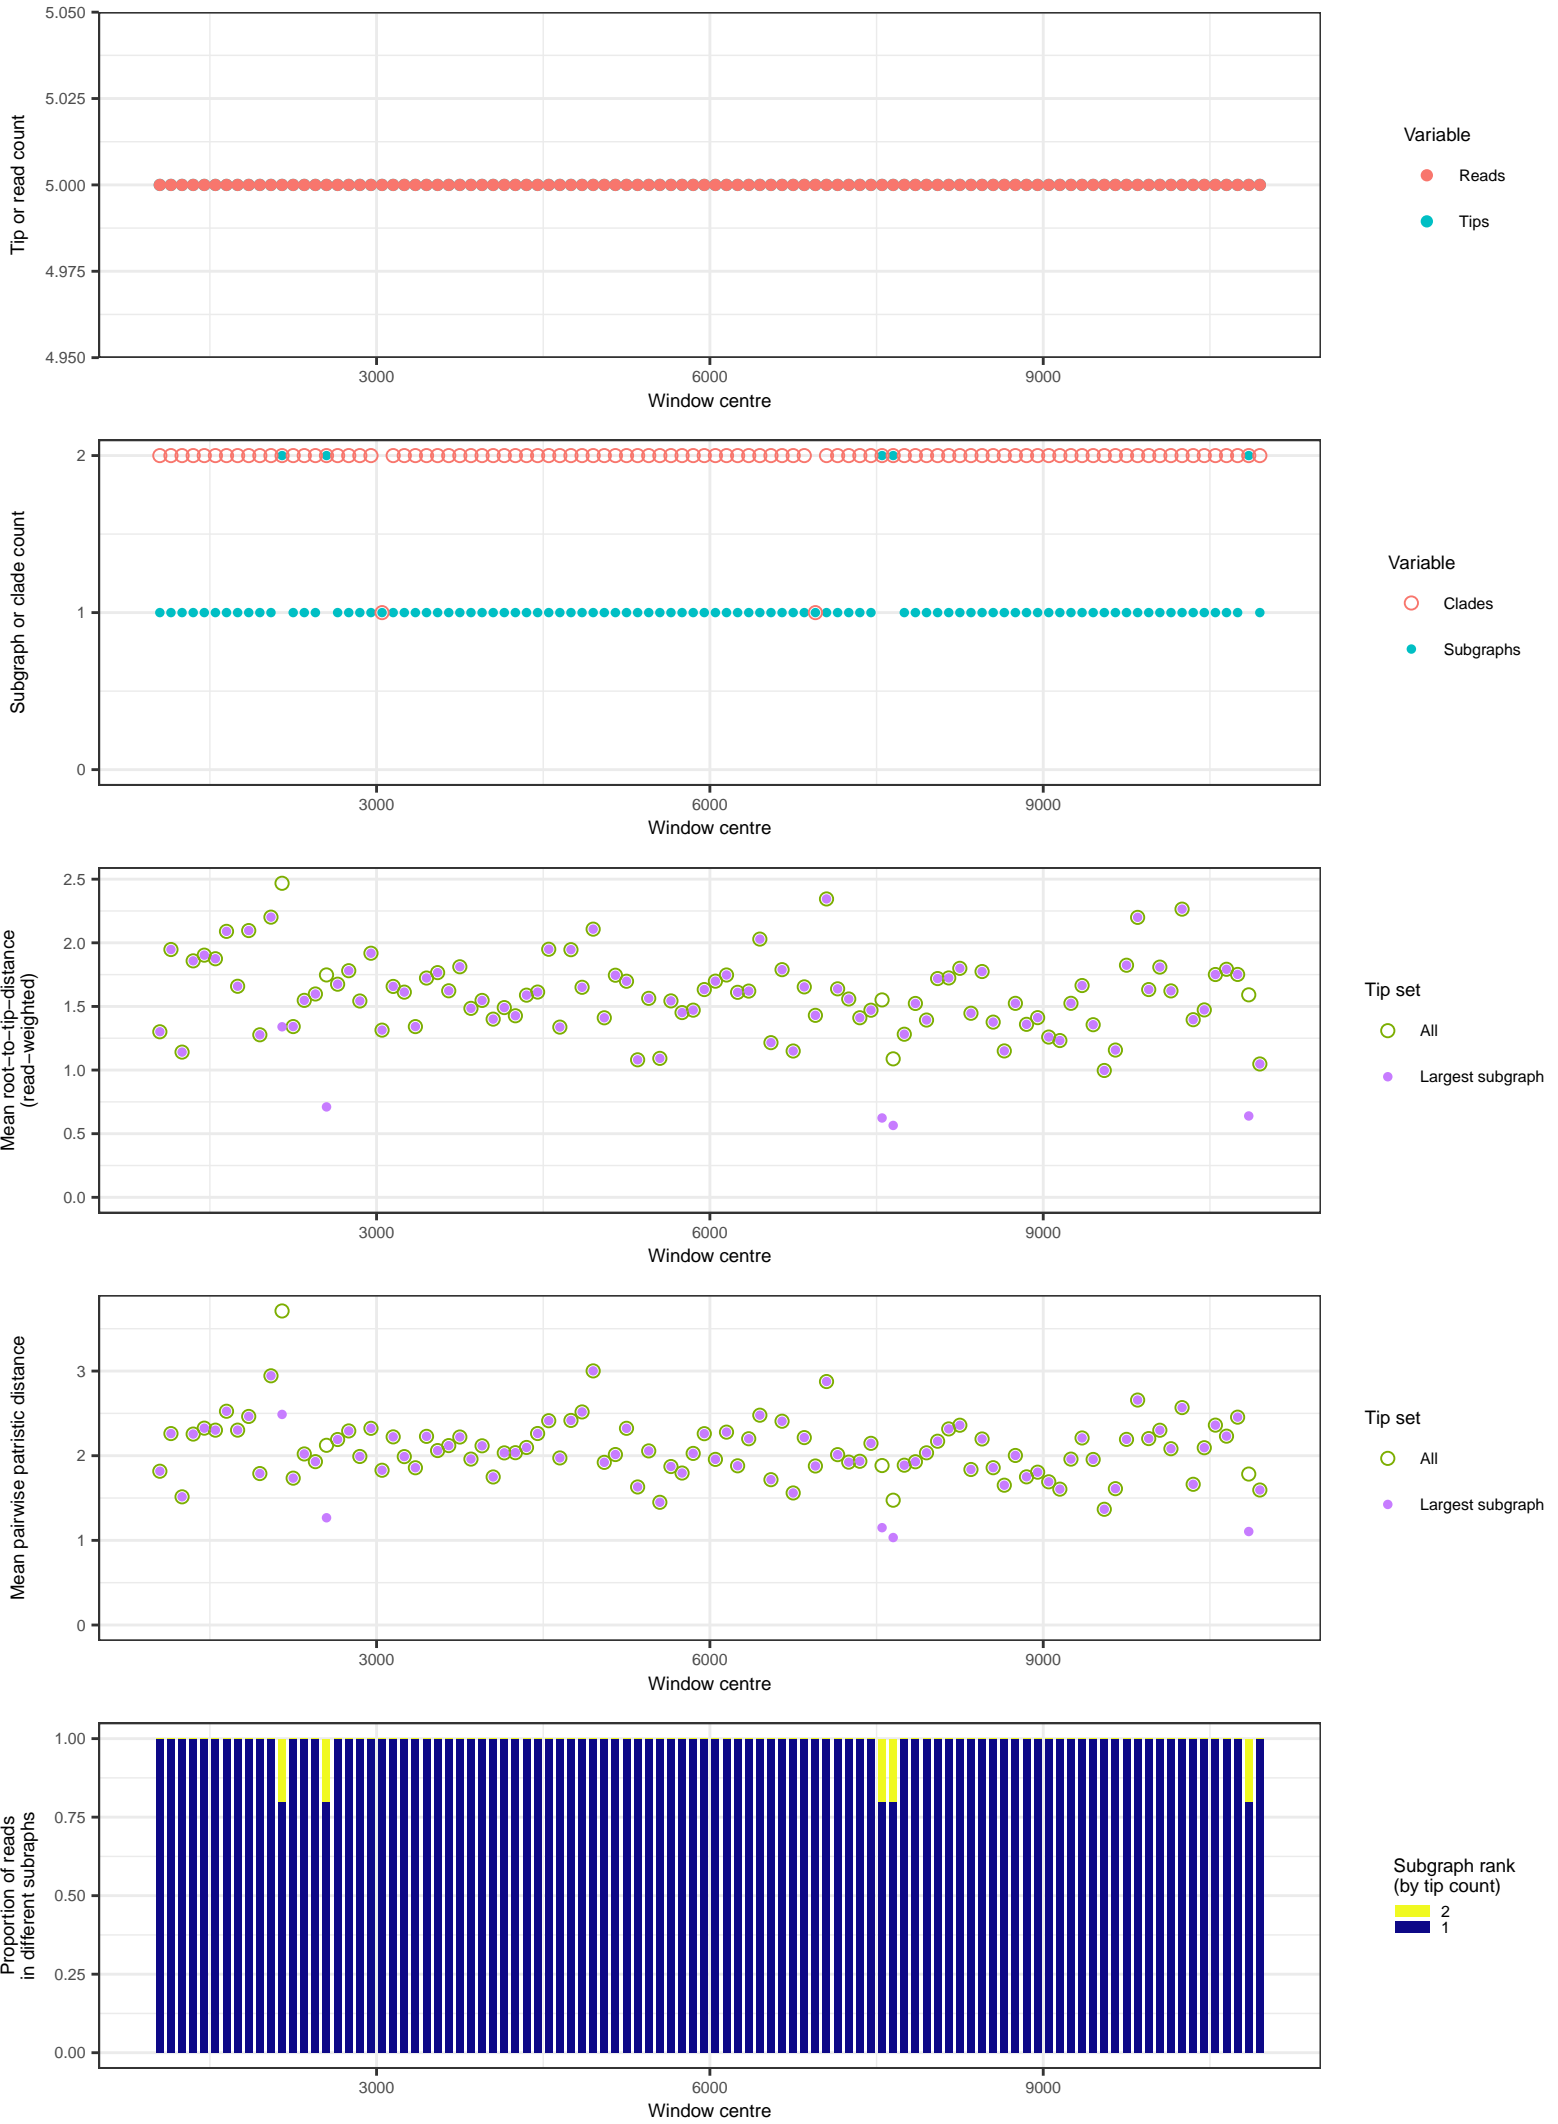 5.050
5.025
5.000
4.975
4.950
Tip or read count
3000
6000
9000
Window centre
Variable
Reads
Tips
2
1
0
Subgraph or clade count
3000
6000
9000
Window centre
Variable
Clades
Subgraphs
2.5
2.0
1.5
1.0
0.5
0.0
Mean root−to−tip−distance
(read−weighted)
3000
6000
9000
Window centre
Tip set
All
Largest subgraph
3
2
1
0
Mean pairwise patristic distance
3000
6000
9000
Window centre
Tip set
All
Largest subgraph
1.00
0.75
0.50
0.25
0.00
Proportion of reads
in different subraphs
3000
6000
9000
Window centre
Subgraph rank
(by tip count)
2
1